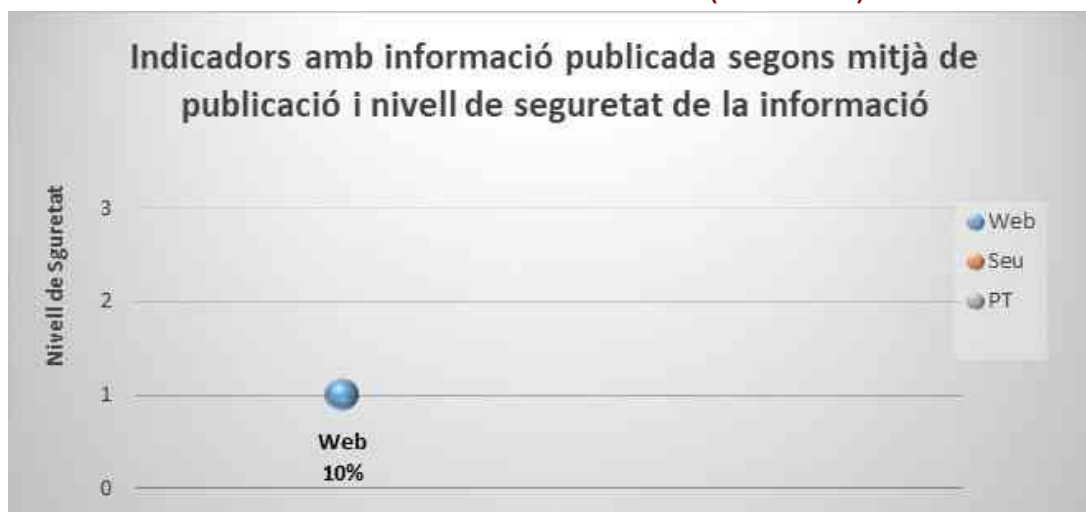 Indicadors amb informació publicada segons mitjà de
publicació i nivell de seguretat de la informació
Nivell de Sguretat
3
2
1
0
Web
10%
Web
Seu
PT